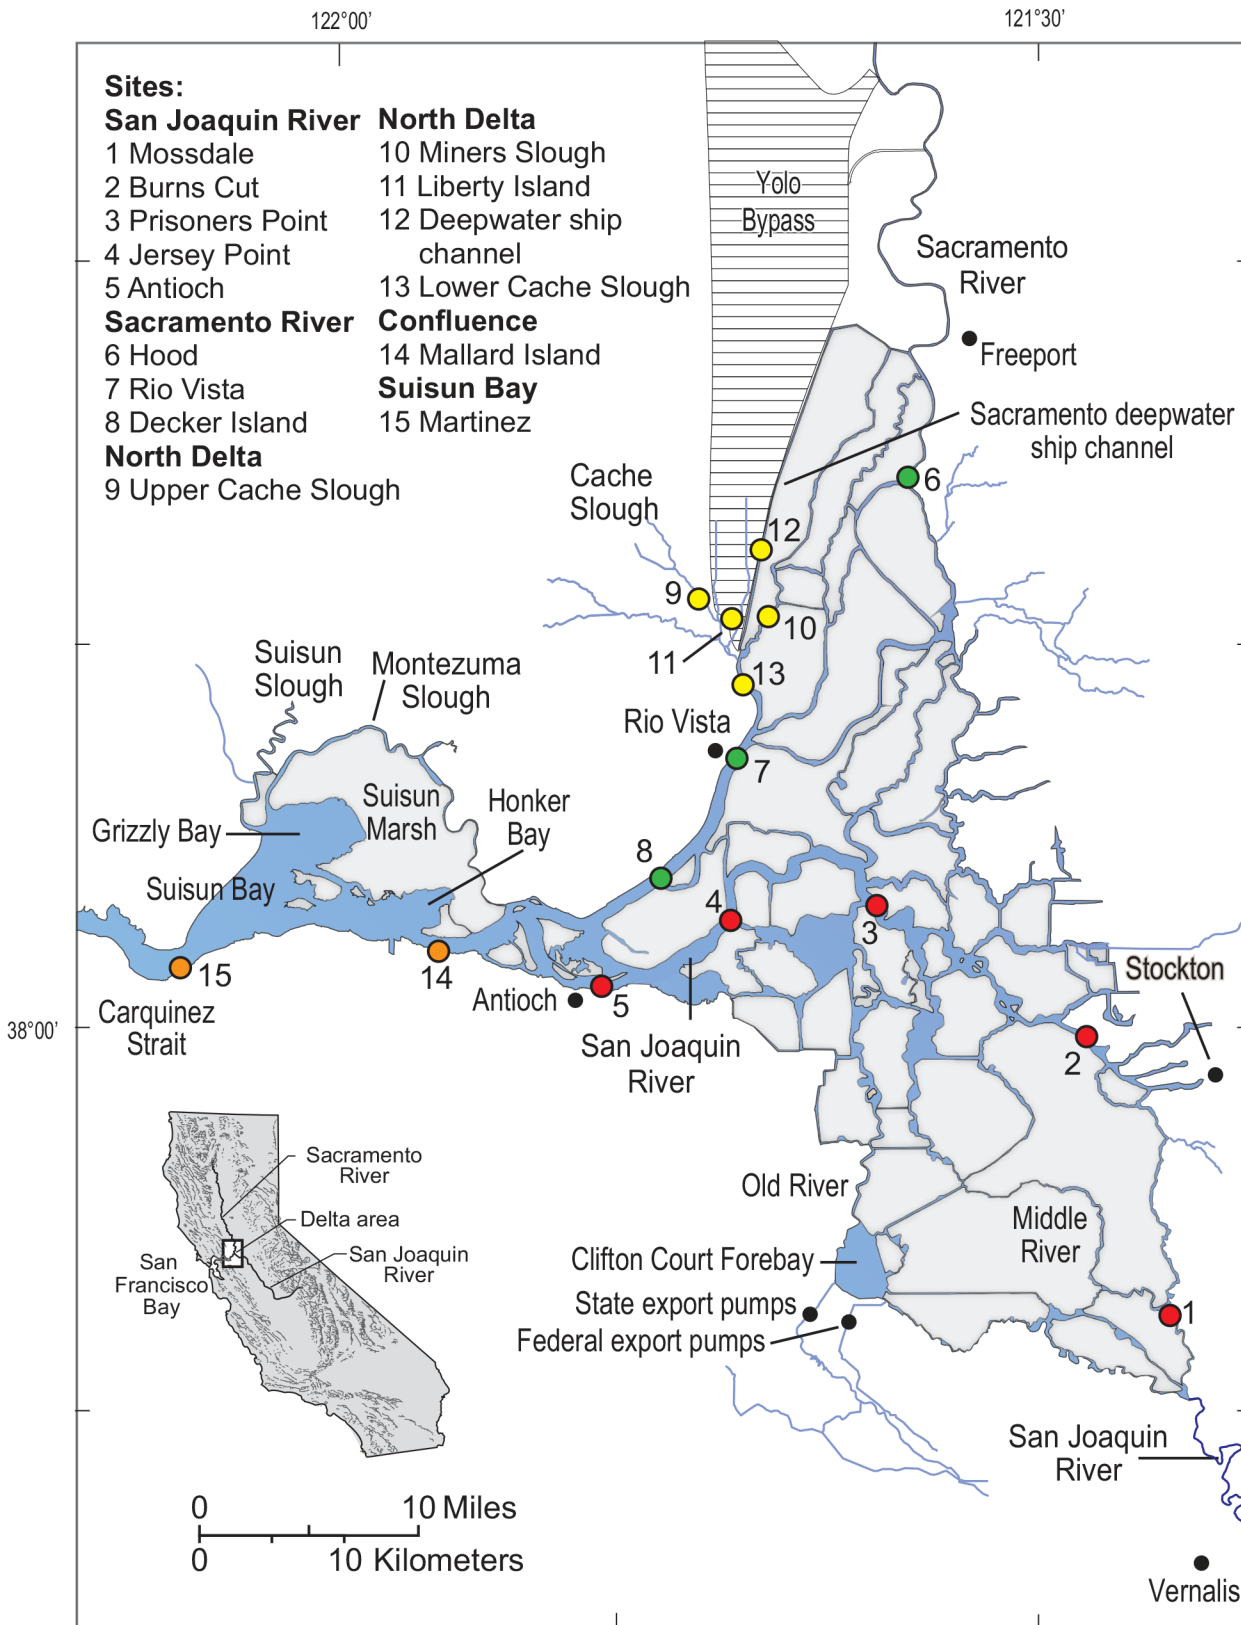 122°00'
121°30'
Sites:
San Joaquin River
1 Mossdale
2 Burns Cut
3 Prisoners Point
4 Jersey Point
5 Antioch
Sacramento River
6 Hood
7 Rio Vista
8 Decker Island
North Delta
9 Upper Cache Slough
North Delta
10 Miners Slough
11 Liberty Island
12 Deepwater ship
channel
13 Lower Cache Slough
Confluence
14 Mallard Island
Suisun Bay
15 Martinez
Yolo
Bypass
Sacramento
River
Freeport
Sacramento deepwater
ship channel
Cache
Slough
6
12
9
10
11
13
Suisun
Slough
Montezuma
Slough
Rio Vista
7
Suisun
Marsh
Honker
Bay
Grizzly Bay
8
Suisun Bay
4
3
15
14
Stockton
Antioch
5
Carquinez
Strait
38°00'
San Joaquin
River
2
Sacramento
River
Delta area
San Joaquin
River
San
Francisco
Bay
Old River
Middle
River
Clifton Court Forebay
State export pumps
Federal export pumps
1
San Joaquin
River
0
10 Miles
0
10 Kilometers
Vernalis